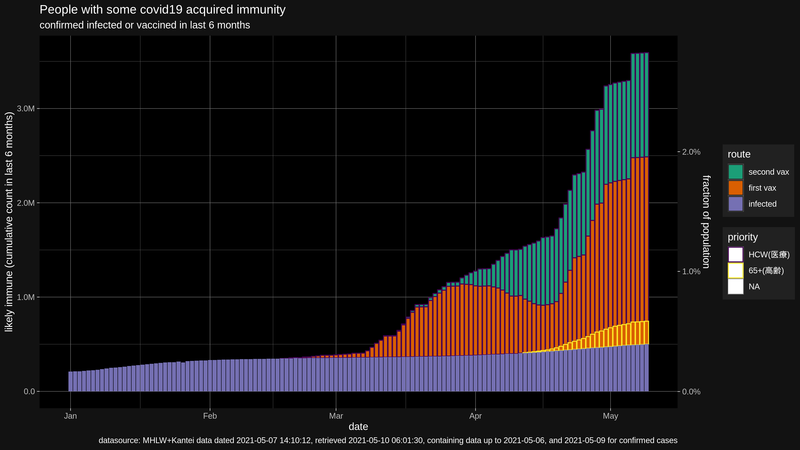 People with some covid19 acquired immunity
confirmed infected or vaccined in last 6 months
likely immune (cumulative count in last 6 months)
3.0M
2.0M
1.0M
0.0
Jan
Feb
Mar
Apr
May
date
2.0%
1.0%
0.0%
fraction of population
route
second vax
first vax
infected
priority
HCW(医療)
65+(高齢)
NA
datasource: MHLW+Kantei data dated 2021-05-07 14:10:12, retrieved 2021-05-10 06:01:30, containing data up to 2021-05-06, and 2021-05-09 for confirmed cases